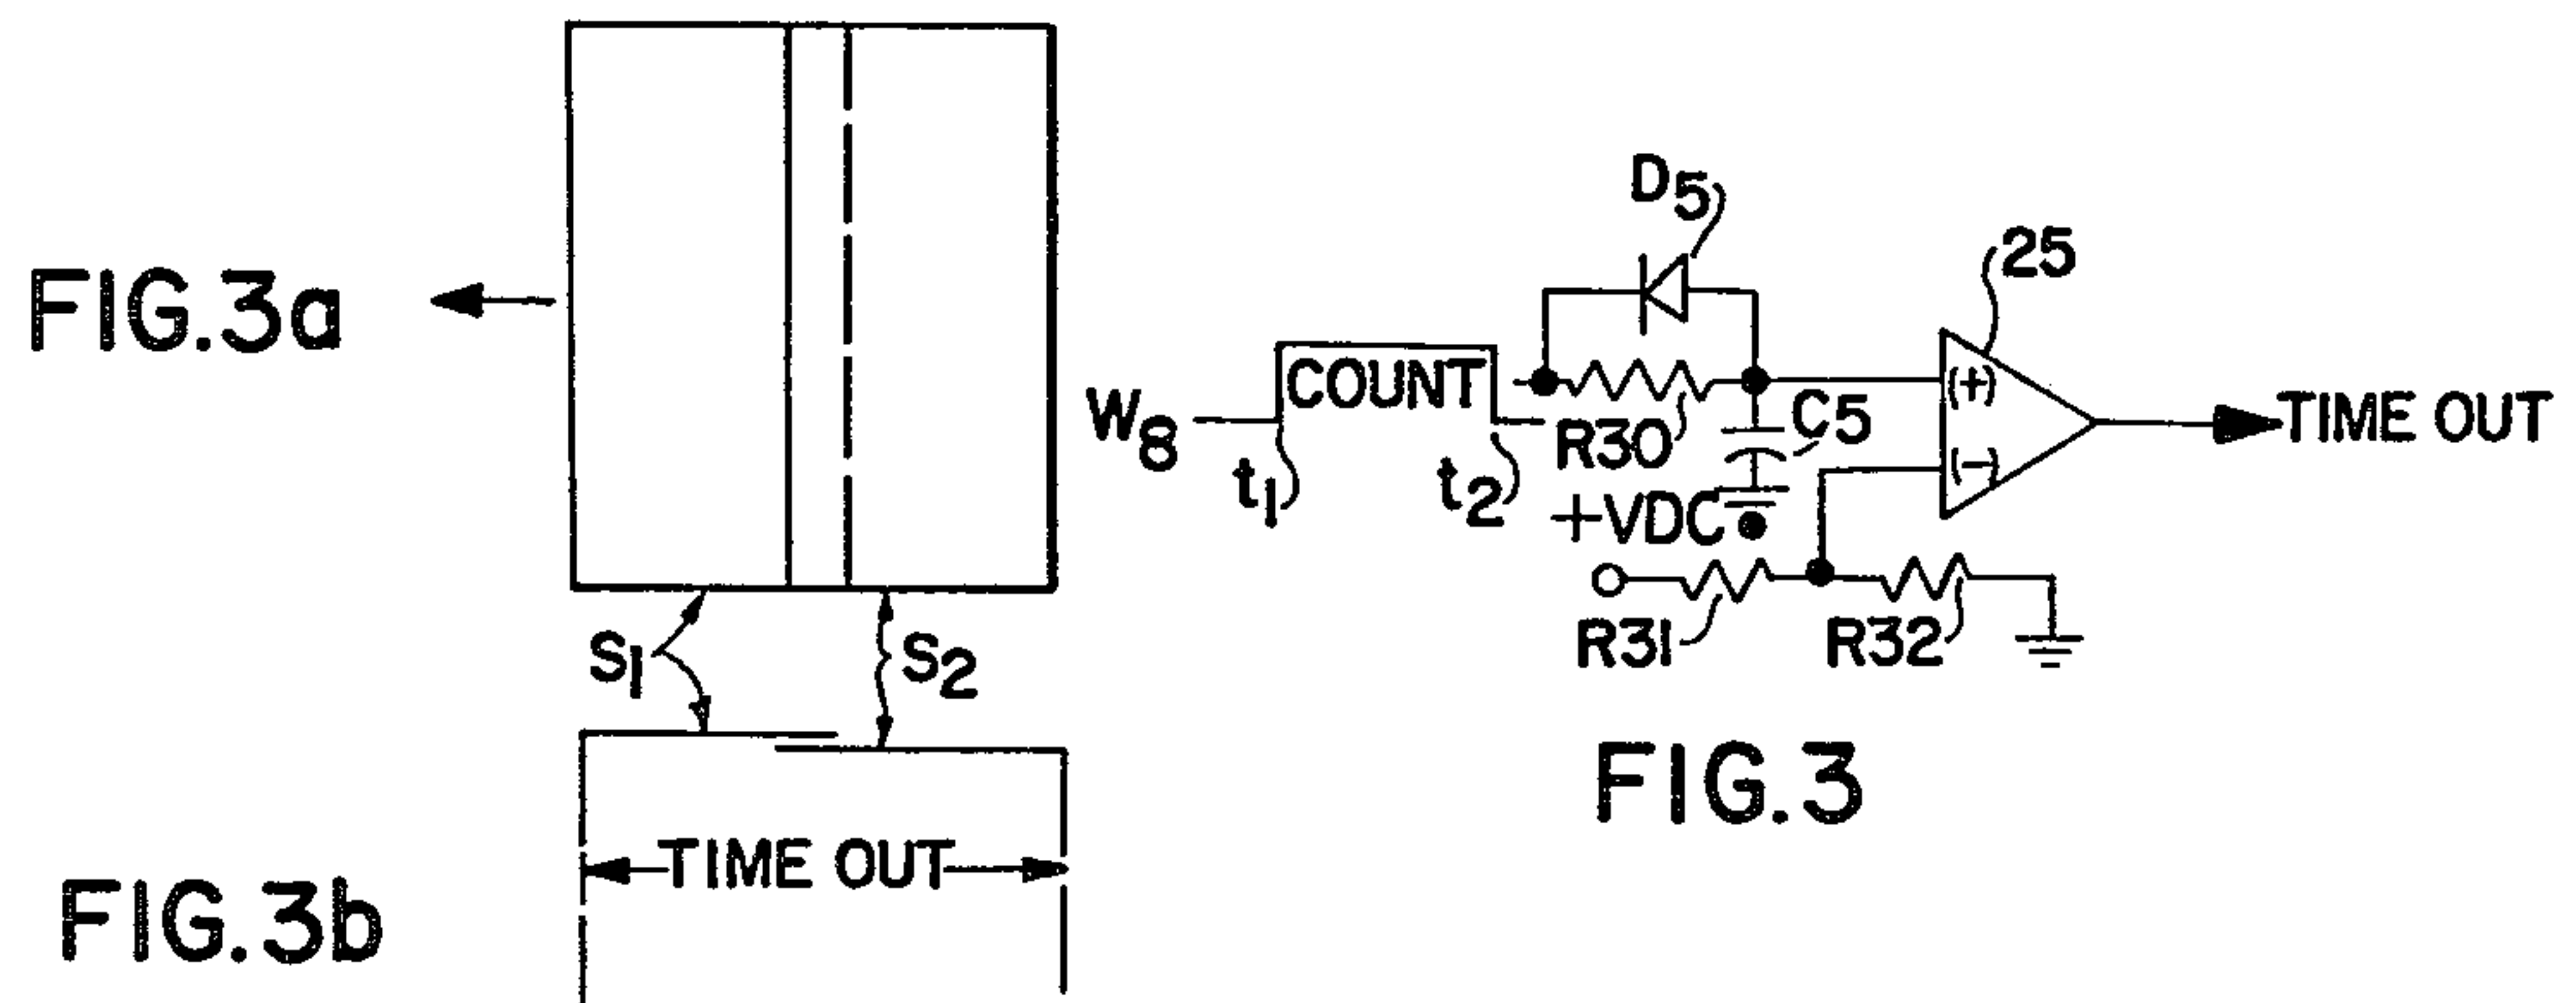 FIG.3a
S1
S2
TIME OUT
FIG.3b
D5
25
W8
COUNT
t1
t2
R30
C5
(+)
(-)
TIME OUT
+VDC
R31
R32
FIG.3